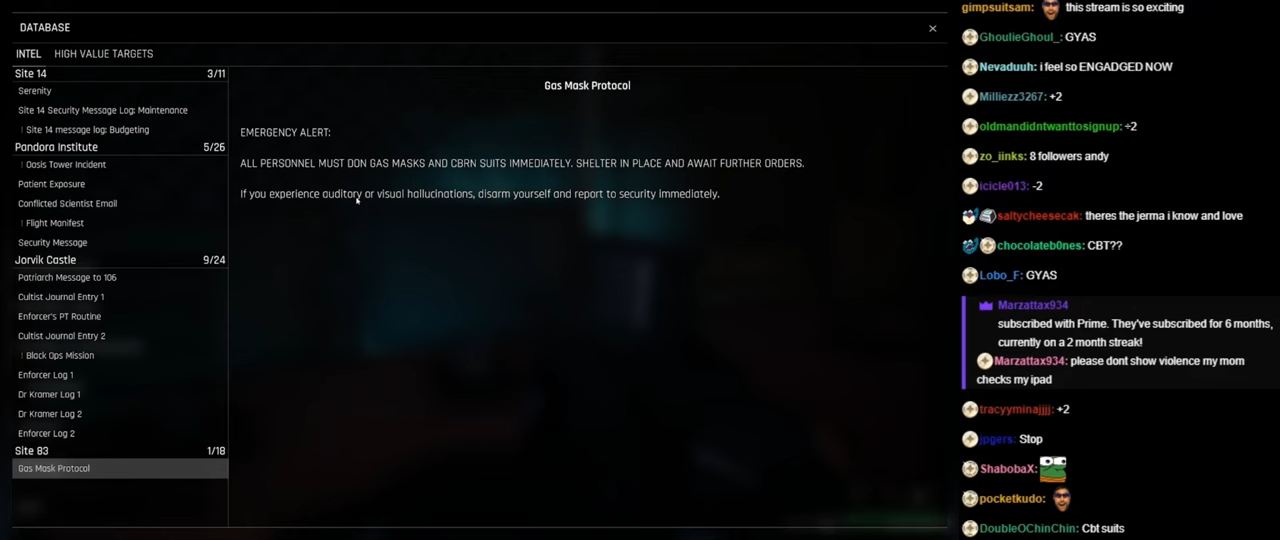 DATABASE
INTEL HIGH VALUE TARGETS
Site 14 3/11
Serenity
Site 14 Security Message Log: Maintenance
! Site 14 message log: Budgeting
Pandora Institute 5/26
! Oasis Tower Incident
Patient Exposure
Conflicted Scientist Email
! Flight Manifest
Security Message
Jorvik Castle 9/24
Patriarch Message to 106
Cultist Journal Entry 1
Enforcer's PT Routine
Cultist Journal Entry 2
! Black Ops Mission
Enforcer Log 1
Dr Kramer Log 1
Dr Kramer Log 2
Enforcer Log 2
Site 83 1/18
Gas Mask Protocol
Gas Mask Protocol
EMERGENCY ALERT:
ALL PERSONNEL MUST DON GAS MASKS AND CBRN SUITS IMMEDIATELY. SHELTER IN PLACE AND AWAIT FURTHER ORDERS.
If you experience auditory or visual hallucinations, disarm yourself and report to security immediately.
gimpsuitsam: this stream is so exciting
GhoulieGhoul_: GYAS
Nevaduuh: i feel so ENGADGED NOW
Milliezz3267: +2
oldmandidntwanttosignup: ÷2
zo_iinks: 8 followers andy
icicle013: -2
saltycheesecak: theres the jerma i know and love
chocolateb0nes: CBT??
Lobo_F: GYAS
Marzattax934
subscribed with Prime. They've subscribed for 6 months,
currently on a 2 month streak!
Marzattax934: please dont show violence my mom
checks my ipad
tracyyminajjjj: +2
jpgers: Stop
ShabobaX:
pocketkudo:
DoubleOChinChin: Cbt suits